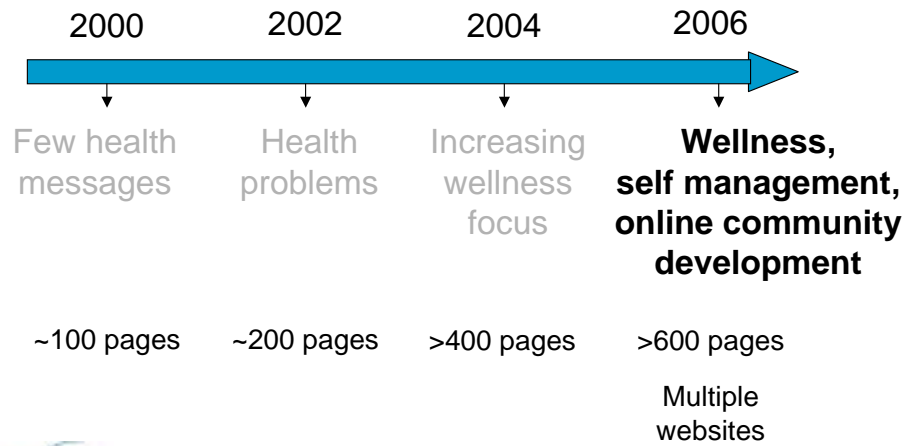 2000 2002 2004 2006
Few health Health Increasing Wellness,
messages problems wellness self management,
focus online community
development
~100 pages ~200 pages >400 pages >600 pages
Multiple
websites